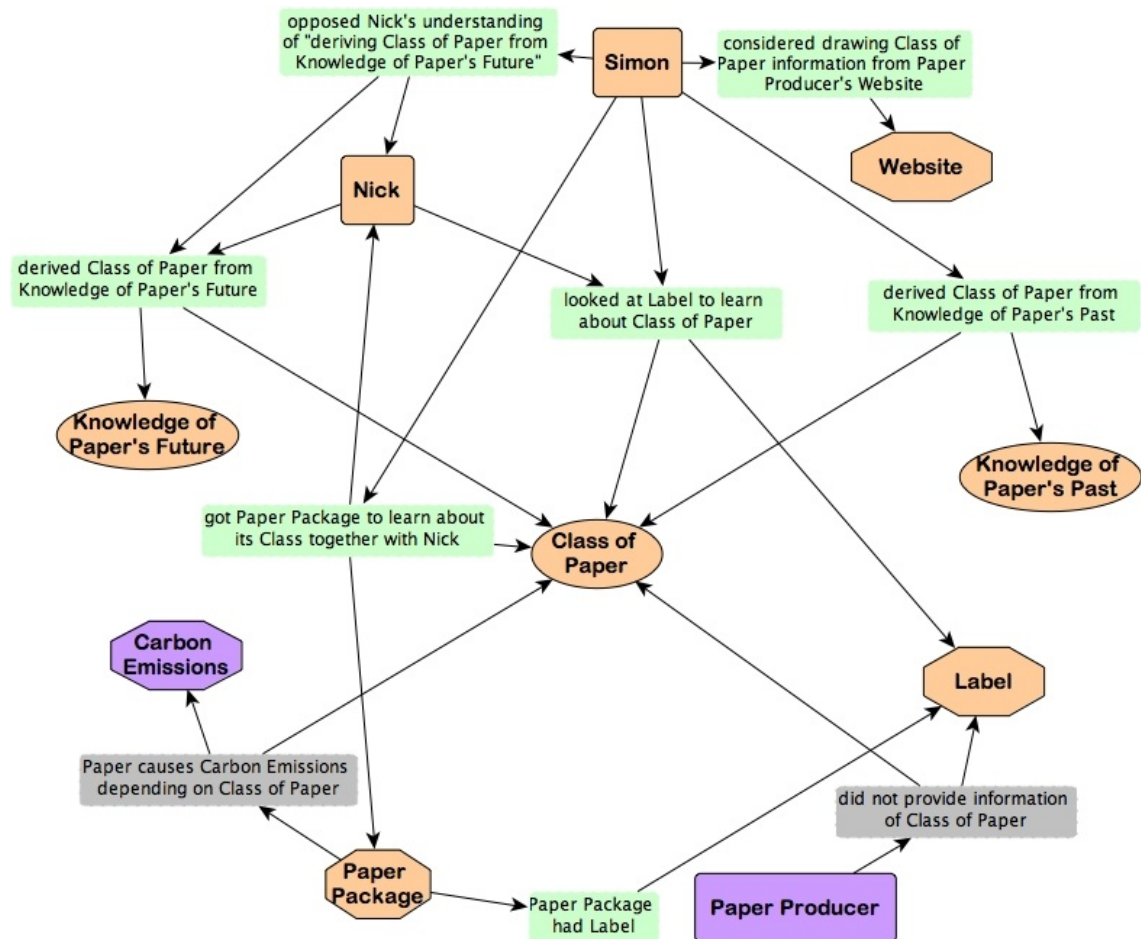 opposed Nick's understanding
of "deriving Class of Paper from
Knowledge of Paper's Future"
Simon
considered drawing Class of
Paper information from Paper
Producer's Website
Website
Nick
derived Class of Paper from
Knowledge of Paper's Future
looked at Label to learn
about Class of Paper
derived Class of Paper from
Knowledge of Paper's Past
Knowledge of
Paper's Future
Knowledge of
Paper's Past
got Paper Package to learn about
its Class together with Nick
Class of
Paper
Carbon
Emissions
Label
Paper causes Carbon Emissions
depending on Class of Paper
did not provide information
of Class of Paper
Paper
Package
Paper Package
had Label
Paper Producer